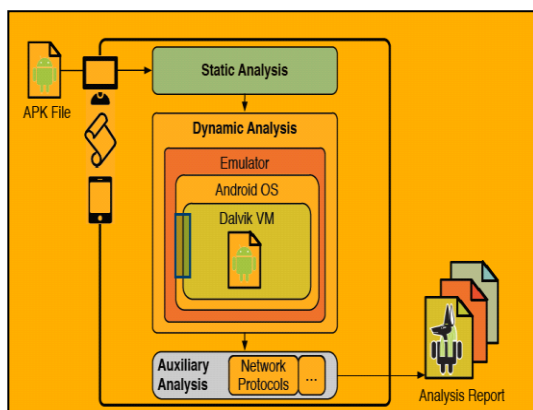 Static Analysis
APK File
Dynamic Analysis
Emulator
Android OS
Dalvik VM
Auxiliary
Analysis
Network
Protocols
...
Analysis Report